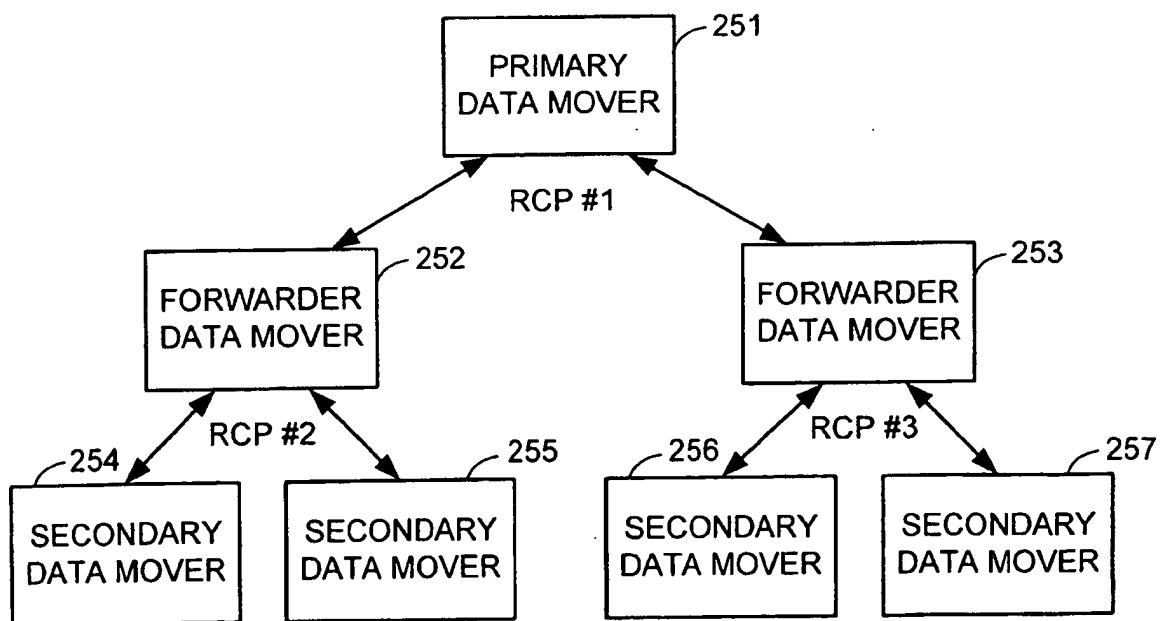 251
PRIMARY
DATA MOVER
RCP #1
252
FORWARDER
DATA MOVER
253
FORWARDER
DATA MOVER
RCP #2
RCP #3
254
SECONDARY
DATA MOVER
255
SECONDARY
DATA MOVER
256
SECONDARY
DATA MOVER
257
SECONDARY
DATA MOVER